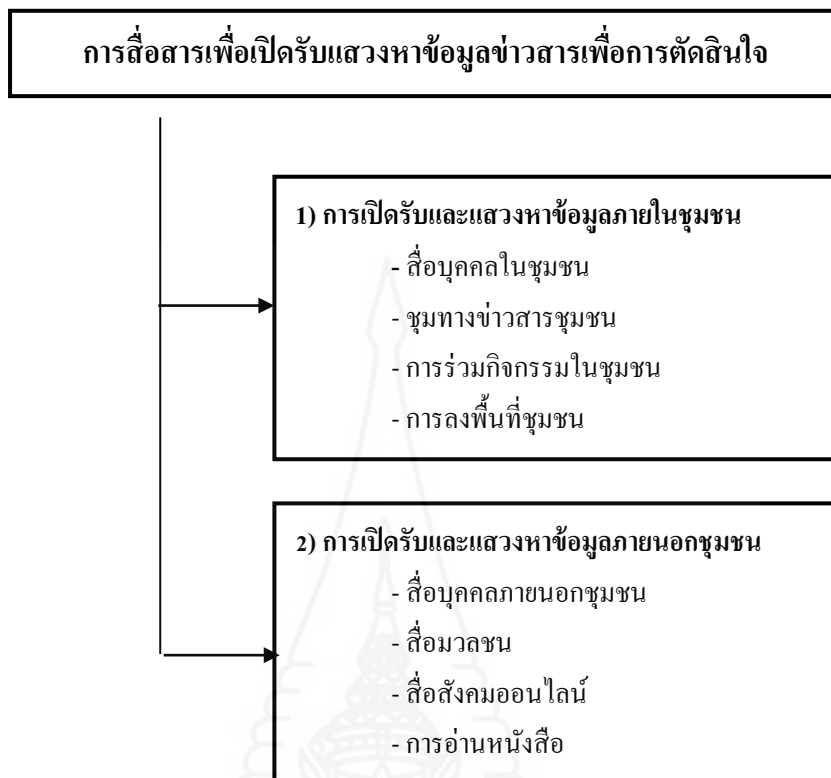 การสื่อสารเพื่อเปิดรับแสวงหาข้อมูลข่าวสารเพื่อการตัดสินใจ
1) การเปิดรับและแสวงหาข้อมูลภายในชุมชน
- สื่อบุคคลในชุมชน
- ชุมทางข่าวสารชุมชน
- การร่วมกิจกรรมในชุมชน
- การลงพื้นที่ชุมชน
2) การเปิดรับและแสวงหาข้อมูลภายนอกชุมชน
- สื่อบุคคลภายนอกชุมชน
- สื่อมวลชน
- สื่อสังคมออนไลน์
- การอ่านหนังสือ